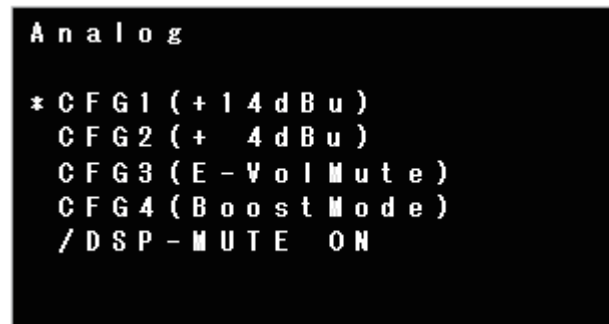 Analog
*CFG1(+14dBu)
CFG2(+ 4dBu)
CFG3(E-VolMute)
CFG4(BoostMode)
/DSP-MUTE ON